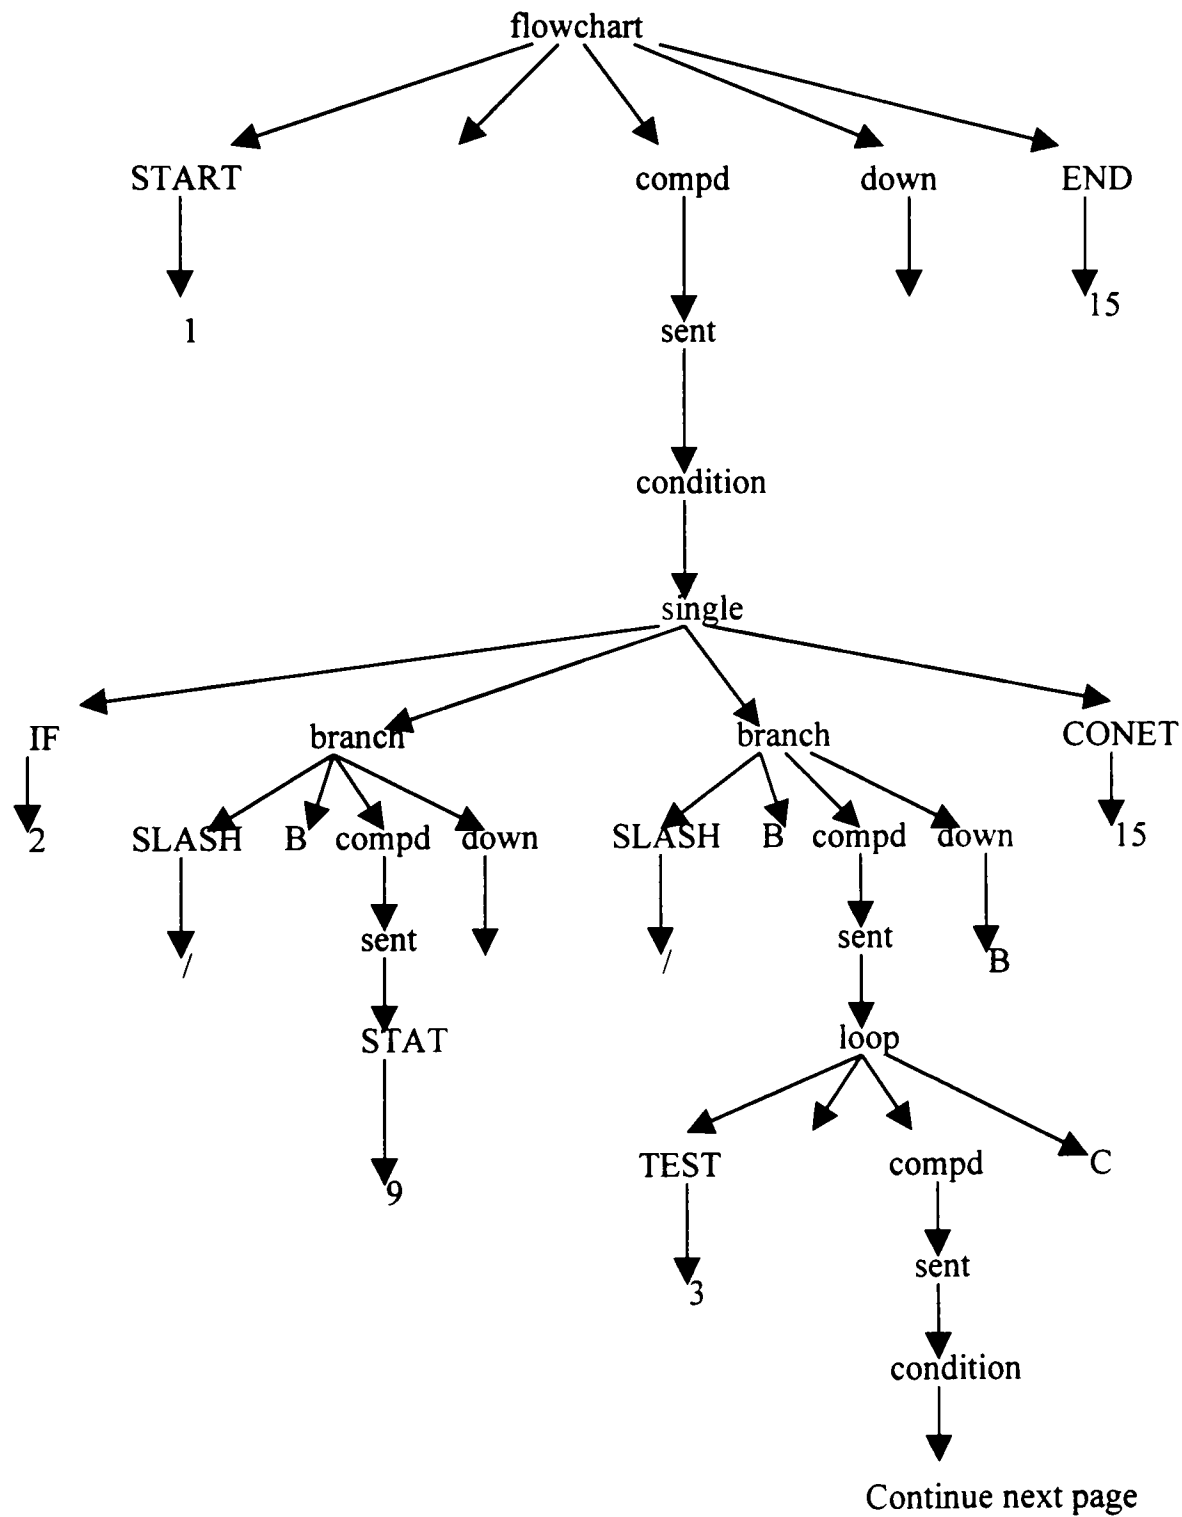 flowchart
START compd down END
15
1 sent
condition
single
IF branch branch CONET
2 SLASH B compd down SLASH B compd down 15
/ sent / sent B
STAT loop
TEST compd C
9
sent
3
condition
Continue next page